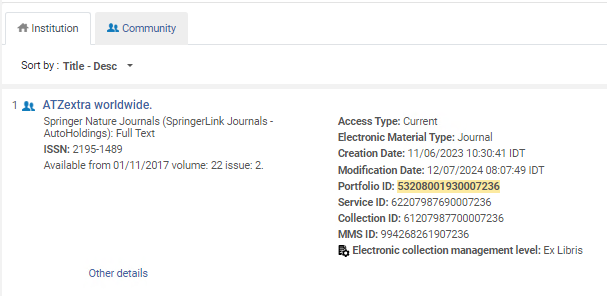 Institution
Community
Sort by : Title - Desc
1 ATZextra worldwide.
Springer Nature Journals (SpringerLink Journals -
AutoHoldings): Full Text
ISSN: 2195-1489
Available from 01/11/2017 volume: 22 issue: 2.
Access Type: Current
Electronic Material Type: Journal
Creation Date: 11/06/2023 10:30:41 IDT
Modification Date: 12/07/2024 08:07:49 IDT
Portfolio ID: 53208001930007236
Service ID: 62207987690007236
Collection ID: 61207987700007236
MMS ID: 994268261907236
Electronic collection management level: Ex Libris
Other details